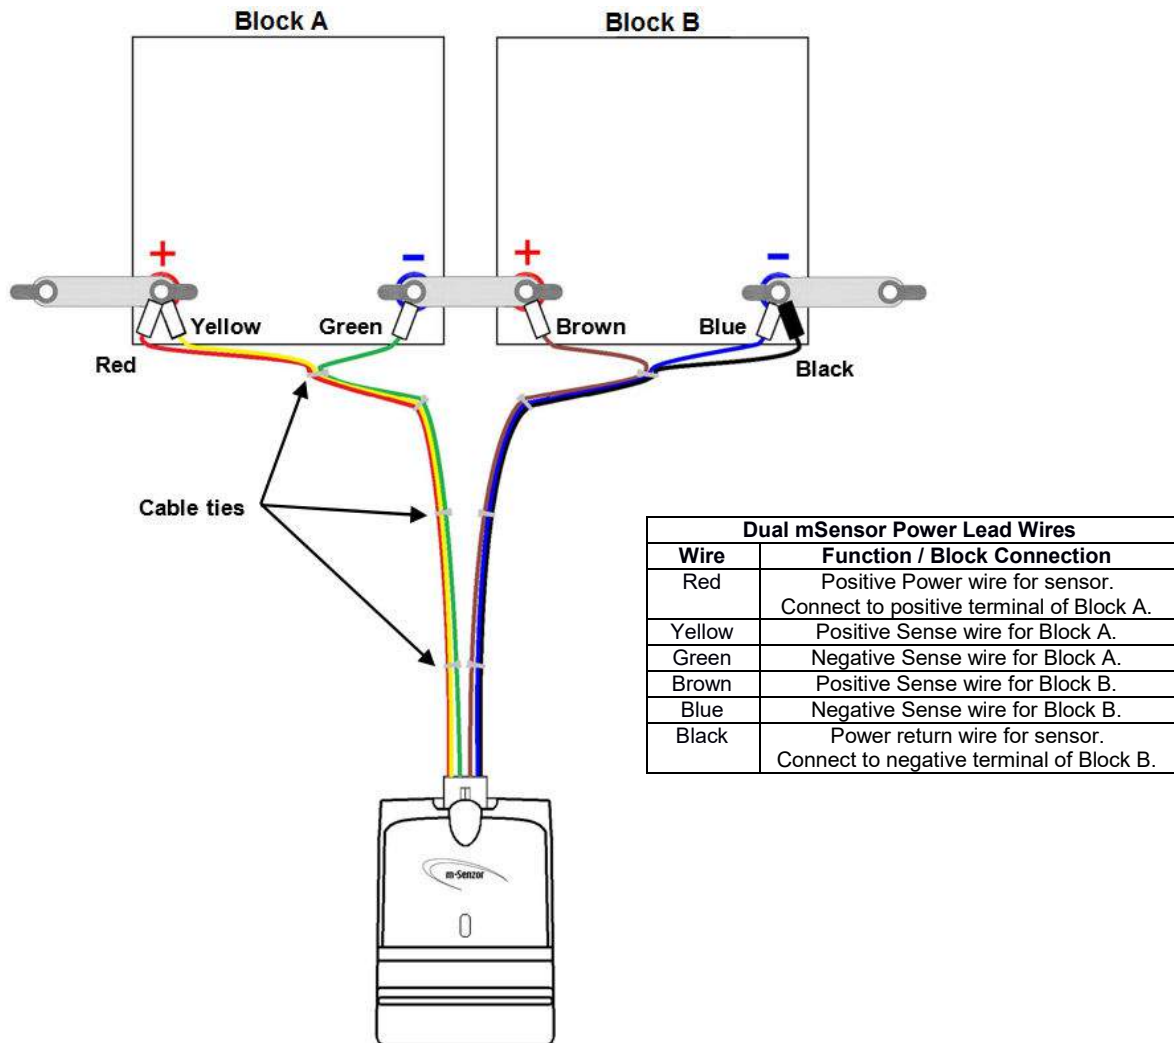 Block A
Block B
+
-
+
-
Yellow
Green
Brown
Blue
Red
Black
Cable ties
Dual mSensor Power Lead Wires
Wire
Function / Block Connection
Red
Positive Power wire for sensor.
Connect to positive terminal of Block A.
Yellow
Positive Sense wire for Block A.
Green
Negative Sense wire for Block A.
Brown
Positive Sense wire for Block B.
Blue
Negative Sense wire for Block B.
Black
Power return wire for sensor.
Connect to negative terminal of Block B.
m-Senzor